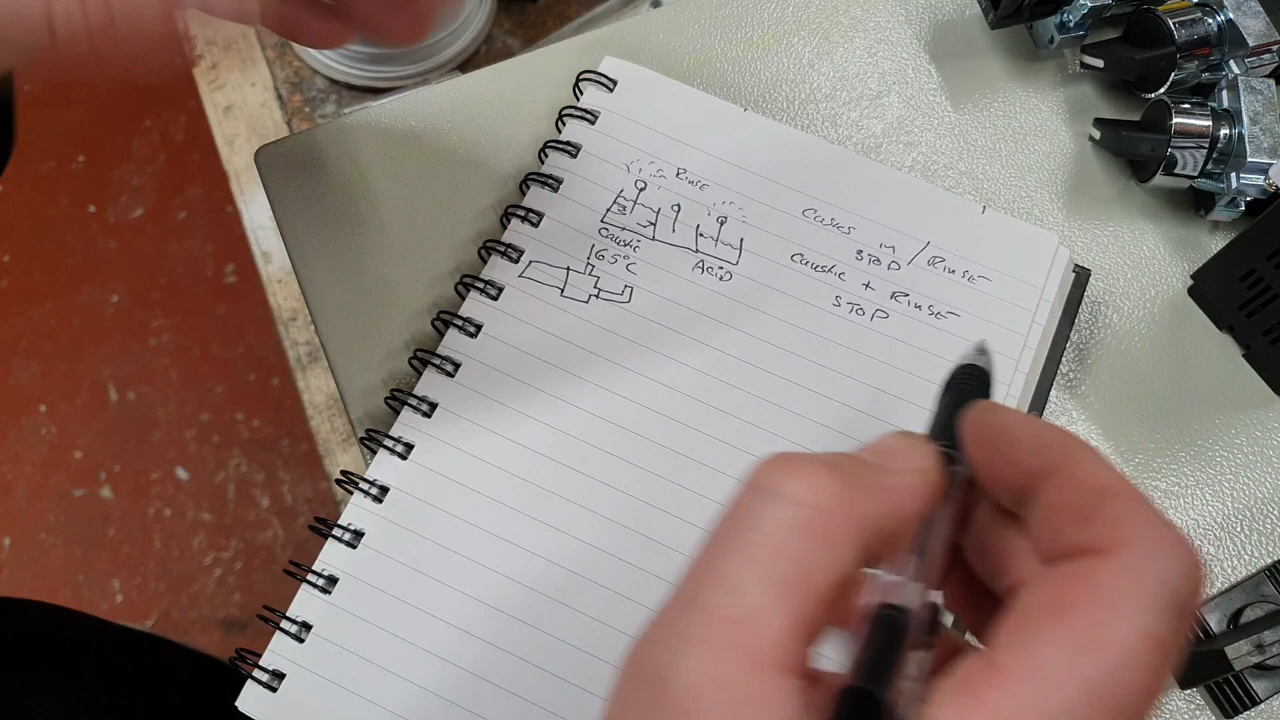 Rinse
Caustic
165°C
Acid
Cases in / Rinse
STOP
Caustic + Rinse
STOP